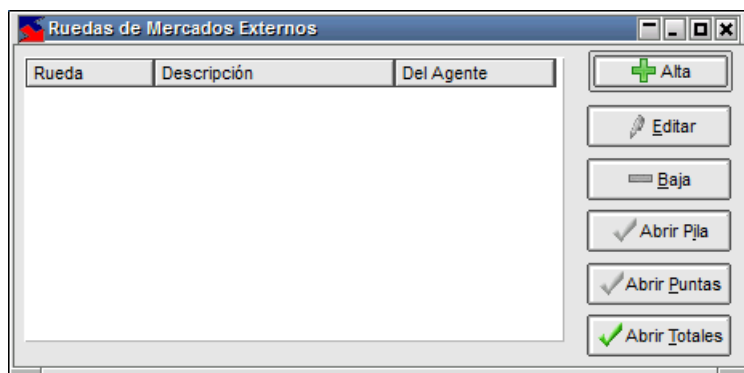 Ruedas de Mercados Externos
Rueda Descripción Del Agente
Alta
Editar
Baja
Abrir Pila
Abrir Puntas
Abrir Totales